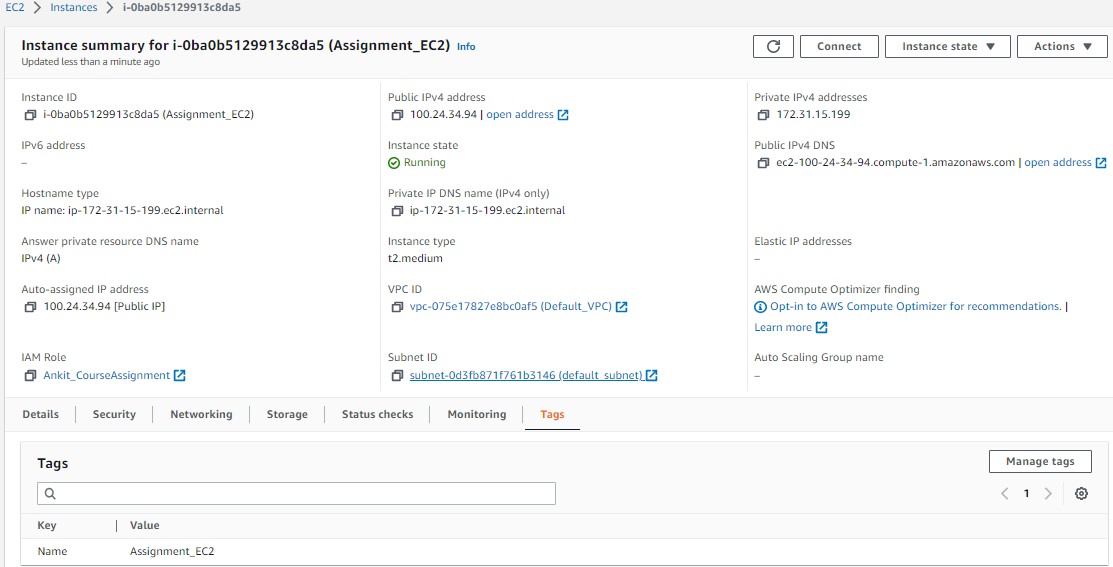 EC2 > Instances > i-0ba0b5129913c8da5
Instance summary for i-0ba0b5129913c8da5 (Assignment_EC2) Info
Updated less than a minute ago
Connect
Instance state
Actions
Instance ID
i-0ba0b5129913c8da5 (Assignment_EC2)
Public IPv4 address
100.24.34.94 | open address
Private IPv4 addresses
172.31.15.199
IPv6 address
–
Instance state
Running
Public IPv4 DNS
ec2-100-24-34-94.compute-1.amazonaws.com | open address
Hostname type
IP name: ip-172-31-15-199.ec2.internal
Private IP DNS name (IPv4 only)
ip-172-31-15-199.ec2.internal
Answer private resource DNS name
IPv4 (A)
Instance type
t2.medium
Elastic IP addresses
–
Auto-assigned IP address
100.24.34.94 [Public IP]
VPC ID
vpc-075e17827e8bc0af5 (Default_VPC)
AWS Compute Optimizer finding
Opt-in to AWS Compute Optimizer for recommendations. |
Learn more
IAM Role
Ankit_CourseAssignment
Subnet ID
subnet-0d3fb871f761b3146 (default_subnet)
Auto Scaling Group name
–
Details
Security
Networking
Storage
Status checks
Monitoring
Tags
Tags
Manage tags
1
Key
Value
Name
Assignment_EC2